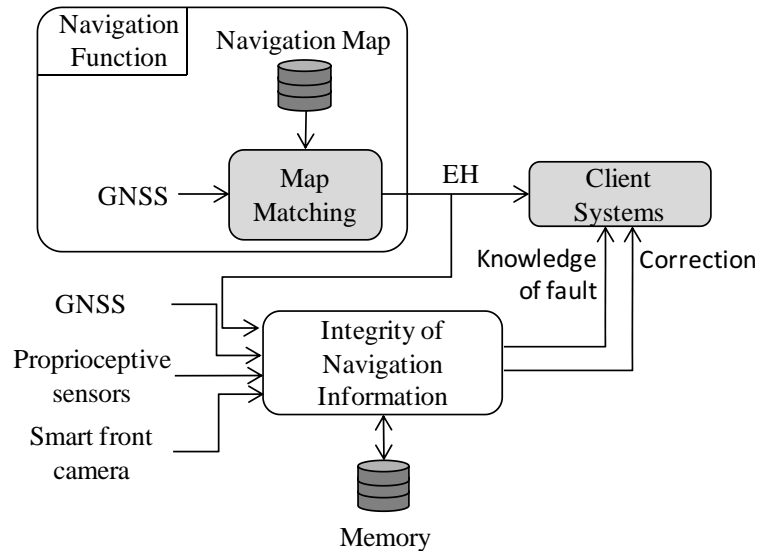 Navigation
Function
Navigation Map
GNSS
Map
Matching
EH
Client
Systems
Knowledge
of fault
Correction
GNSS
Proprioceptive
sensors
Smart front
camera
Integrity of
Navigation
Information
Memory